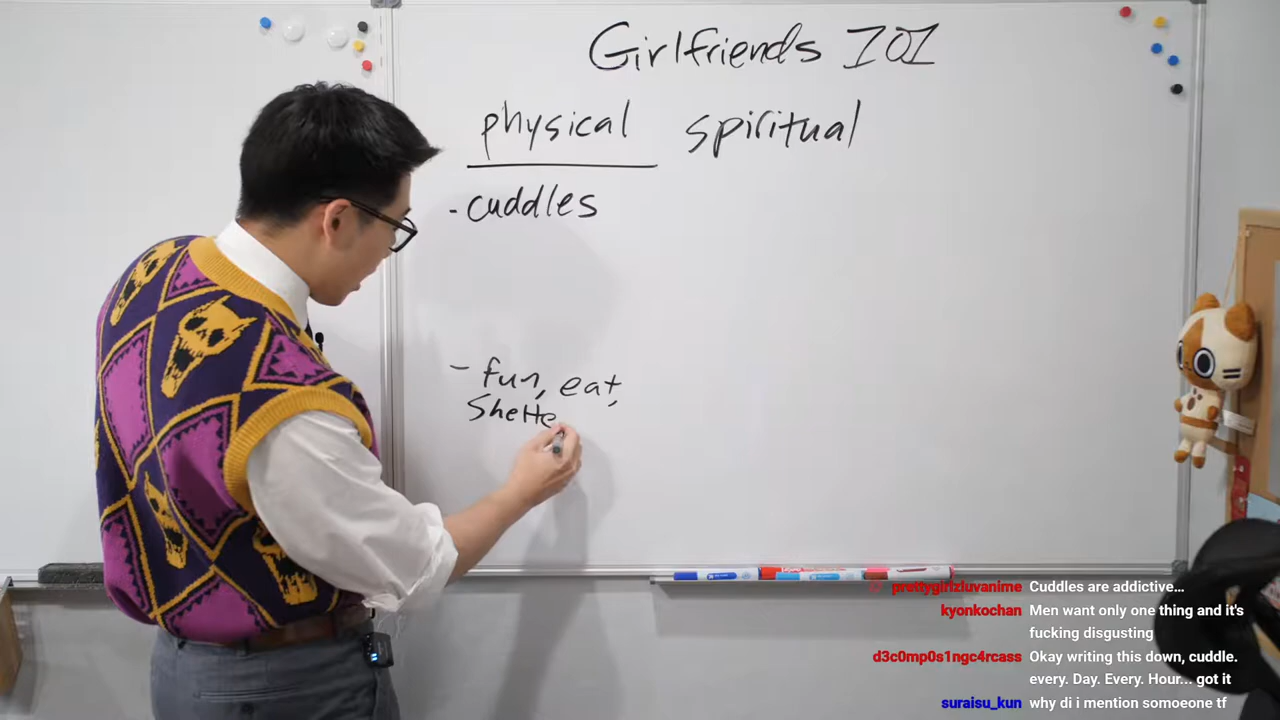 Girlfriends 101
physical spiritual
- cuddles
- fun, eat,
Shelte
prettygirlzluvanime Cuddles are addictive...
kyonkochan Men want only one thing and it's
fucking disgusting
d3c0mp0s1ngc4rcass Okay writing this down, cuddle.
every. Day. Every. Hour... got it
suraisu_kun why di i mention somoeone tf